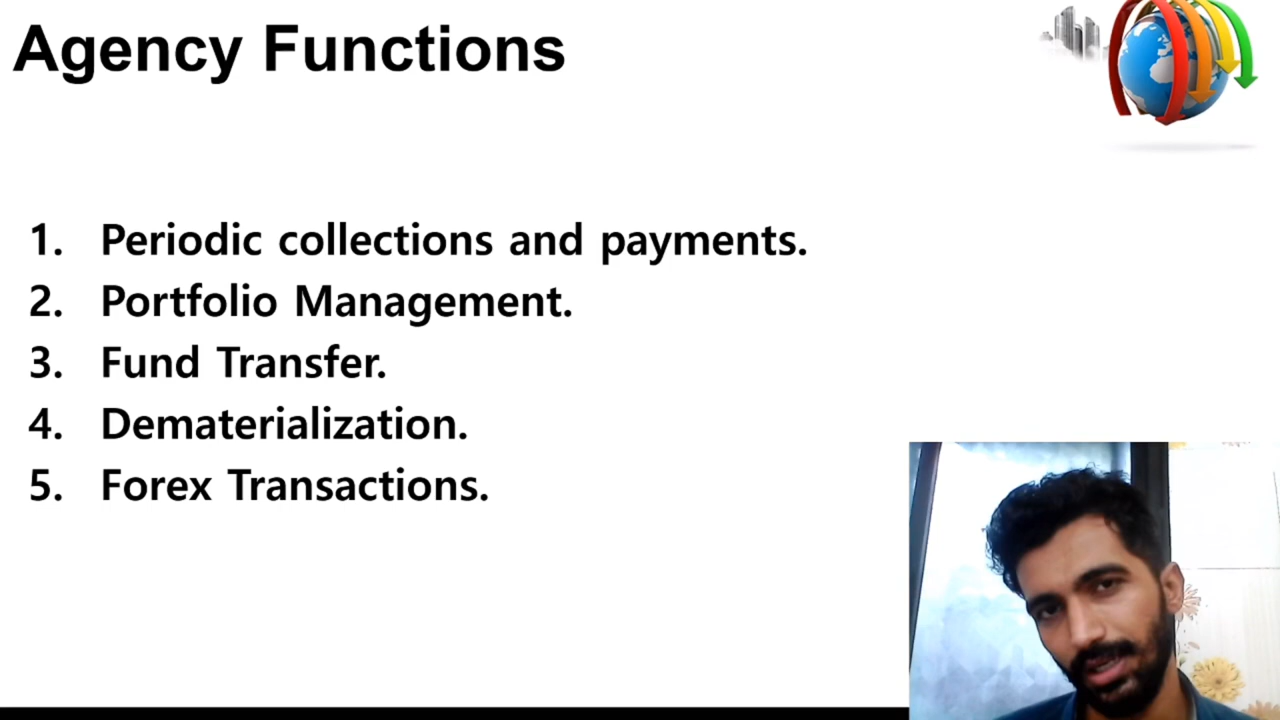 Agency Functions
1. Periodic collections and payments.
2. Portfolio Management.
3. Fund Transfer.
4. Dematerialization.
5. Forex Transactions.